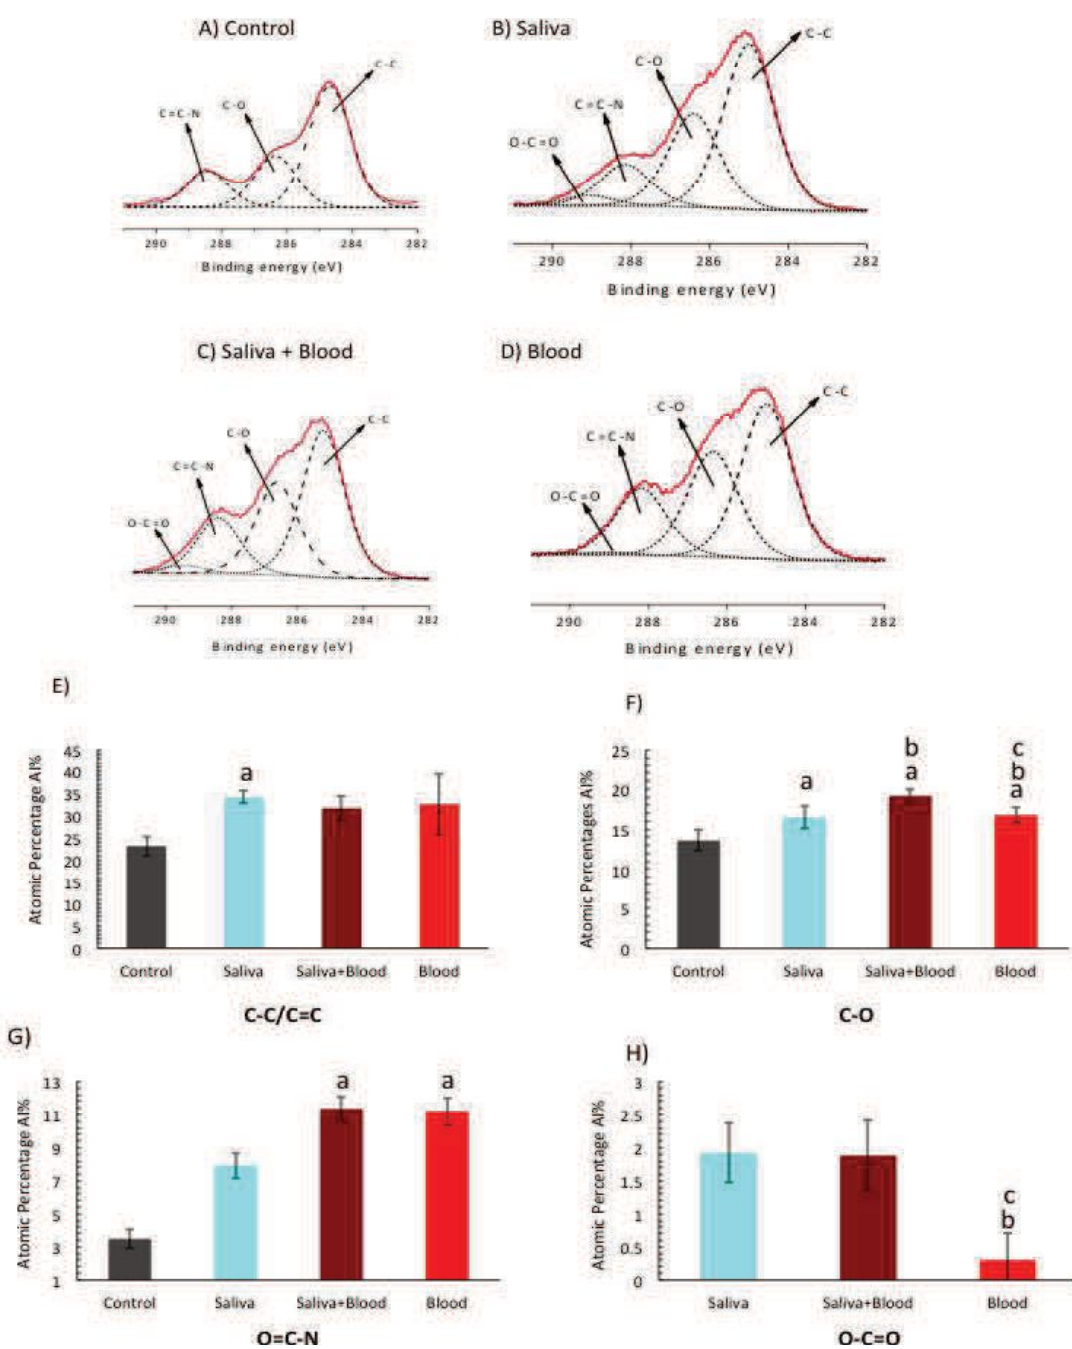 A) Control
C-C
C-O
C=C-N
290 288 286 284 282
Binding energy (eV)
B) Saliva
C-C
C-O
C=C-N
O-C=O
290 288 286 284 282
Binding energy (eV)
C) Saliva + Blood
C-C
C-O
C=C-N
O-C=O
290 288 286 284 282
Binding energy (eV)
D) Blood
C-C
C-O
C=C-N
O-C=O
290 288 286 284 282
Binding energy (eV)
E)
Atomic Percentage AI%
45
40
35
30
25
20
15
10
5
0
a
Control Saliva Saliva+Blood Blood
C-C/C=C
F)
Atomic Percentages AI%
25
20
15
10
5
0
a
b
a
c
b
a
Control Saliva Saliva+Blood Blood
C-O
G)
Atomic Percentage AI%
13
11
9
7
5
3
1
a
a
Control Saliva Saliva+Blood Blood
O=C-N
H)
Atomic Percentage AI%
3
2.5
2
1.5
1
0.5
0
c
b
Saliva Saliva+Blood Blood
O-C=O